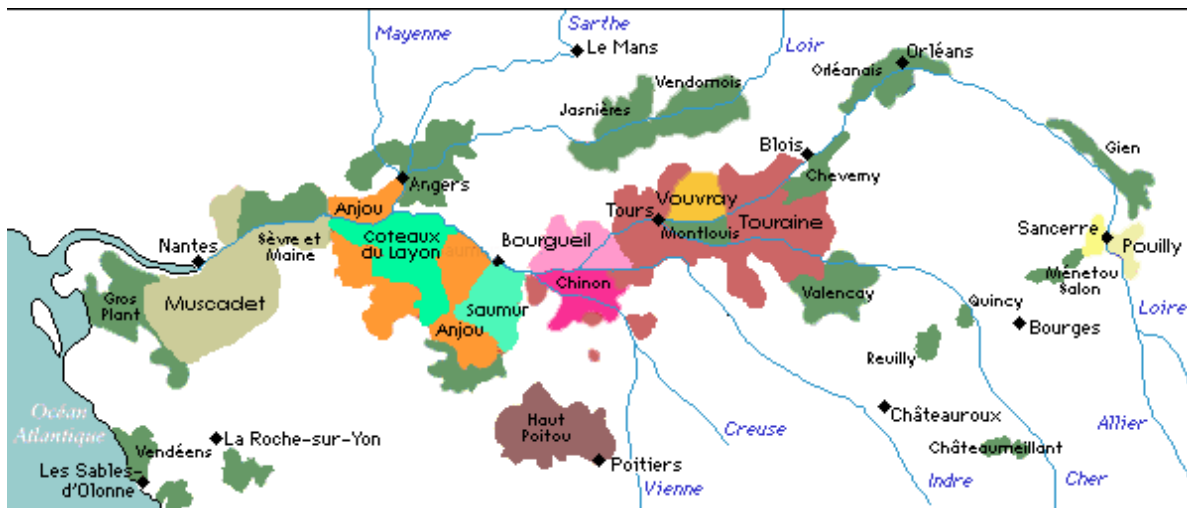 Mayenne
Sarthe
Le Mans
Loir
Orléans
Orléanais
Vendomois
Jasnières
Blois
Cheverny
Gien
Angers
Anjou
Vouvray
Tours
Touraine
Montlouis
Sancerre
Pouilly
Nantes
Sèvre et
Maine
Coteaux
du Layon
Bourgueil
Menetou
Salon
Gros
Plant
Muscadet
Saumur
Chinon
Valencay
Quincy
Bourges
Loire
Anjou
Reuilly
Océan
Atlantique
Haut
Poitou
Châteauroux
Creuse
Allier
La Roche-sur-Yon
Vendéens
Châteaumeillant
Les Sables-
d'Olonne
Poitiers
Vienne
Indre
Cher